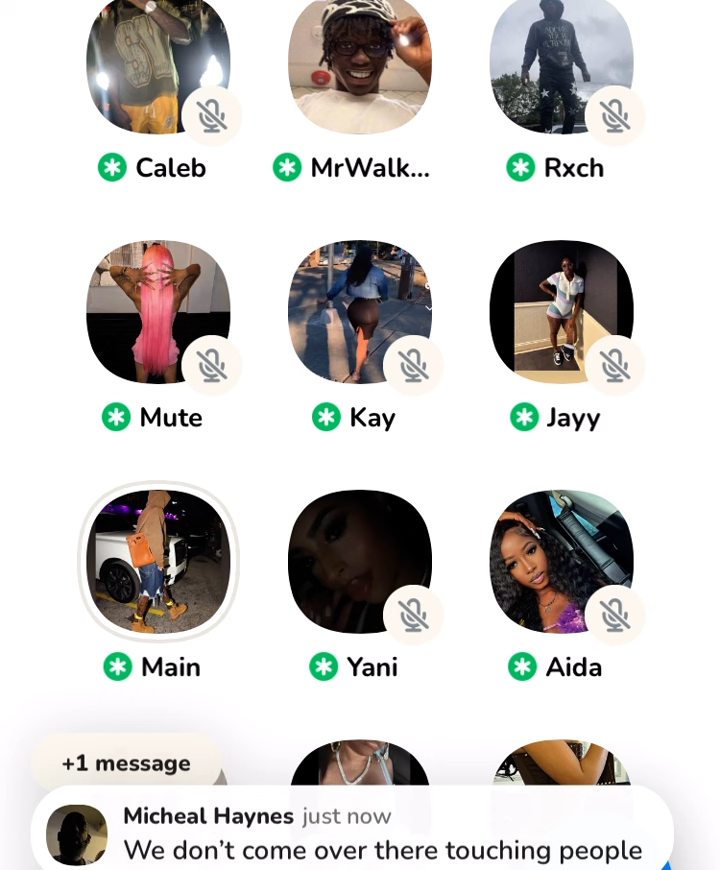 Caleb
MrWalk...
Rxch
Mute
Kay
Jayy
Main
Yani
Aida
+1 message
Micheal Haynes just now
We don't come over there touching people